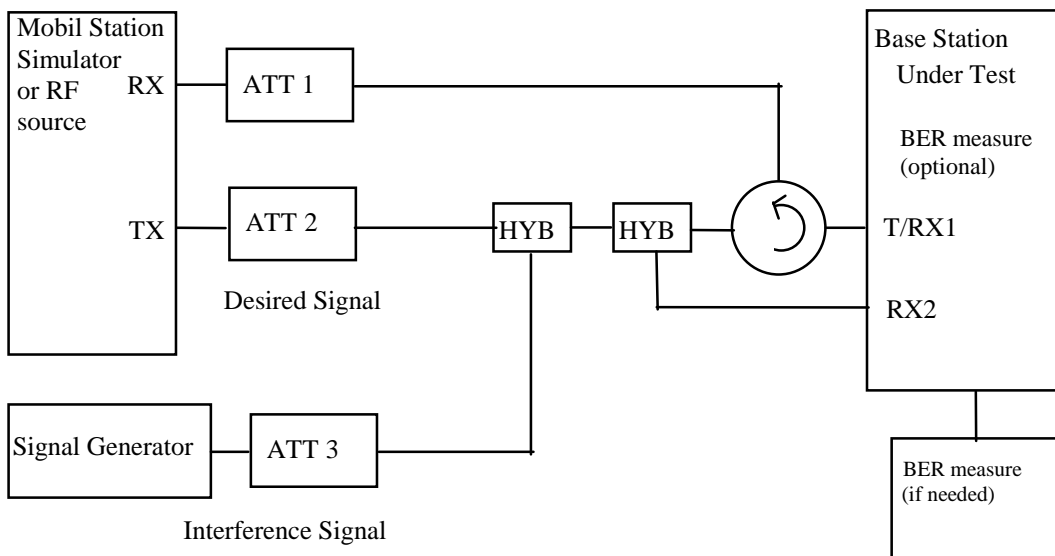 Mobil Station
Simulator
or RF
source
RX
TX
ATT 1
ATT 2
Desired Signal
HYB
HYB
Base Station
Under Test
BER measure
(optional)
T/RX1
RX2
Signal Generator
ATT 3
Interference Signal
BER measure
(if needed)